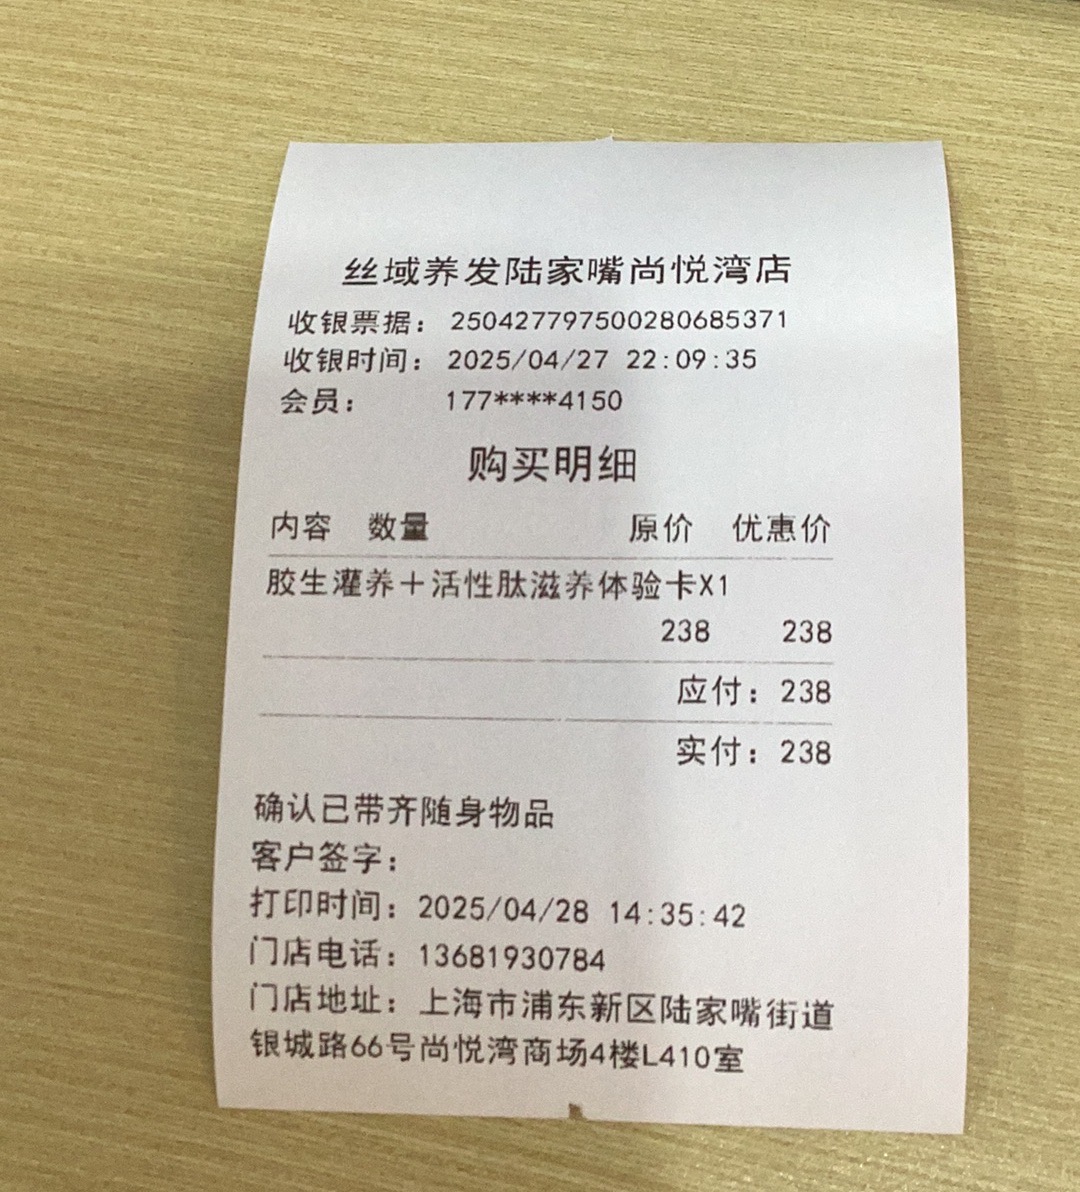 丝域养发陆家嘴尚悦湾店
收银票据：250427797500280685371
收银时间：2025/04/27 22:09:35
会员： 177****4150
购买明细
内容 数量 原价 优惠价
胶生灌养＋活性肽滋养体验卡X1
238 238
应付：238
实付：238
确认已带齐随身物品
客户签字：
打印时间：2025/04/28 14:35:42
门店电话：13681930784
门店地址：上海市浦东新区陆家嘴街道
银城路66号尚悦湾商场4楼L410室